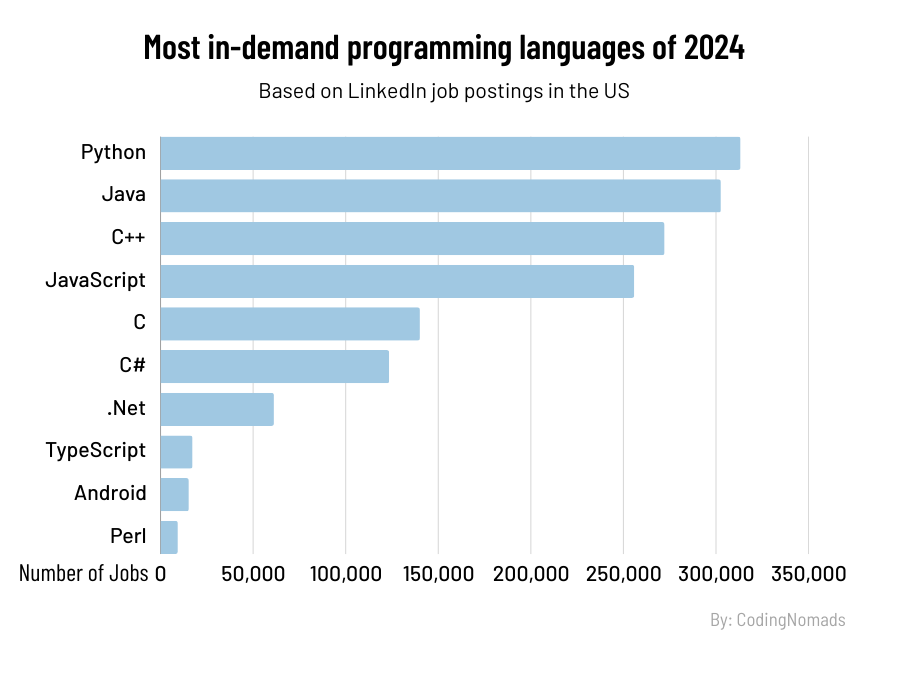 Most in-demand programming languages of 2024
Based on LinkedIn job postings in the US
Python
Java
C++
JavaScript
C
C#
.Net
TypeScript
Android
Perl
Number of Jobs 0 50,000 100,000 150,000 200,000 250,000 300,000 350,000
By: CodingNomads